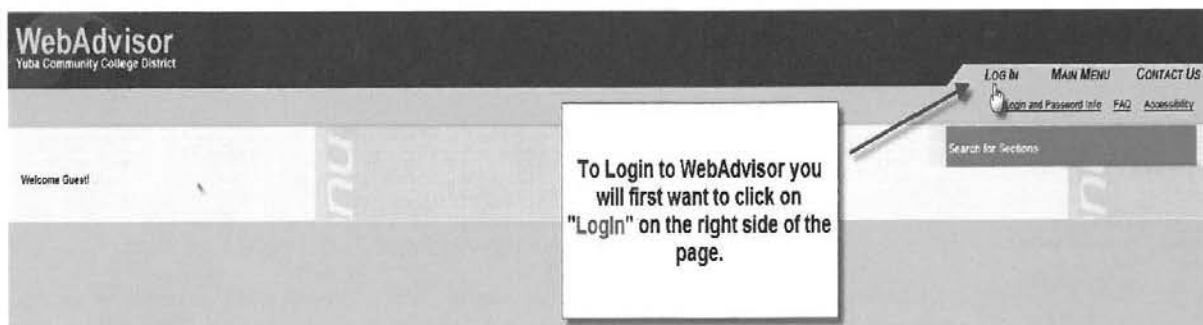 WebAdvisor
Yuba Community College District
LOG IN MAIN MENU CONTACT US
Login and Password Info FAQ Accessibility
Search for Sections
Welcome Guest!
To Login to WebAdvisor you
will first want to click on
"LogIn" on the right side of the
page.
nu
nu